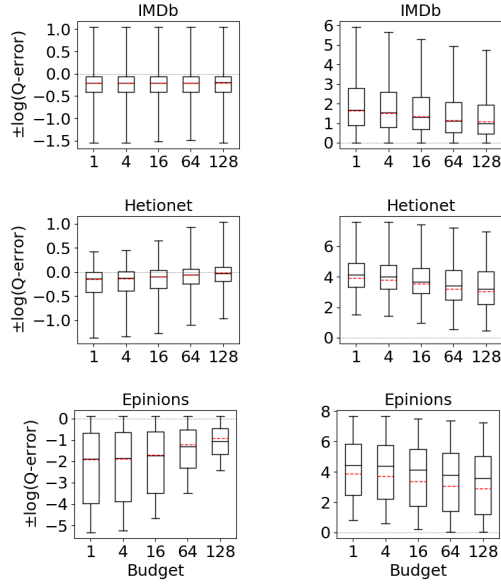 IMDb
±log(Q-error)
1.0
0.5
0.0
−0.5
−1.0
−1.5
1 4 16 64 128
IMDb
6
5
4
3
2
1
0
1 4 16 64 128
Hetionet
±log(Q-error)
1.0
0.5
0.0
−0.5
−1.0
1 4 16 64 128
Hetionet
6
4
2
0
1 4 16 64 128
Epinions
±log(Q-error)
0
−1
−2
−3
−4
−5
1 4 16 64 128
Budget
Epinions
8
6
4
2
0
1 4 16 64 128
Budget